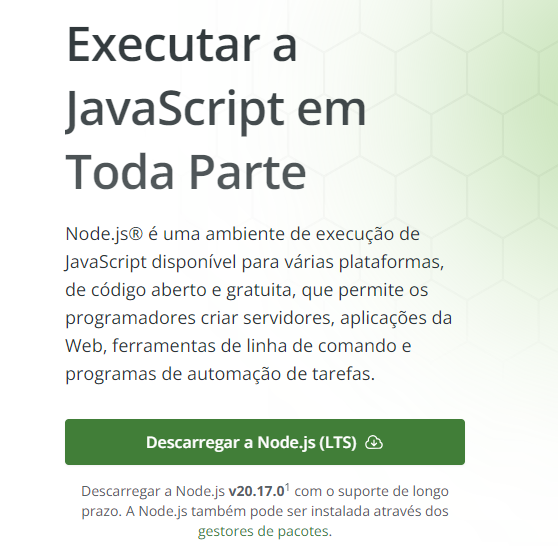 Executar a
JavaScript em
Toda Parte
Node.js® é uma ambiente de execução de
JavaScript disponível para várias plataformas,
de código aberto e gratuita, que permite os
programadores criar servidores, aplicações da
Web, ferramentas de linha de comando e
programas de automação de tarefas.
Descarregar a Node.js (LTS)
Descarregar a Node.js v20.17.0¹ com o suporte de longo
prazo. A Node.js também pode ser instalada através dos
gestores de pacotes.